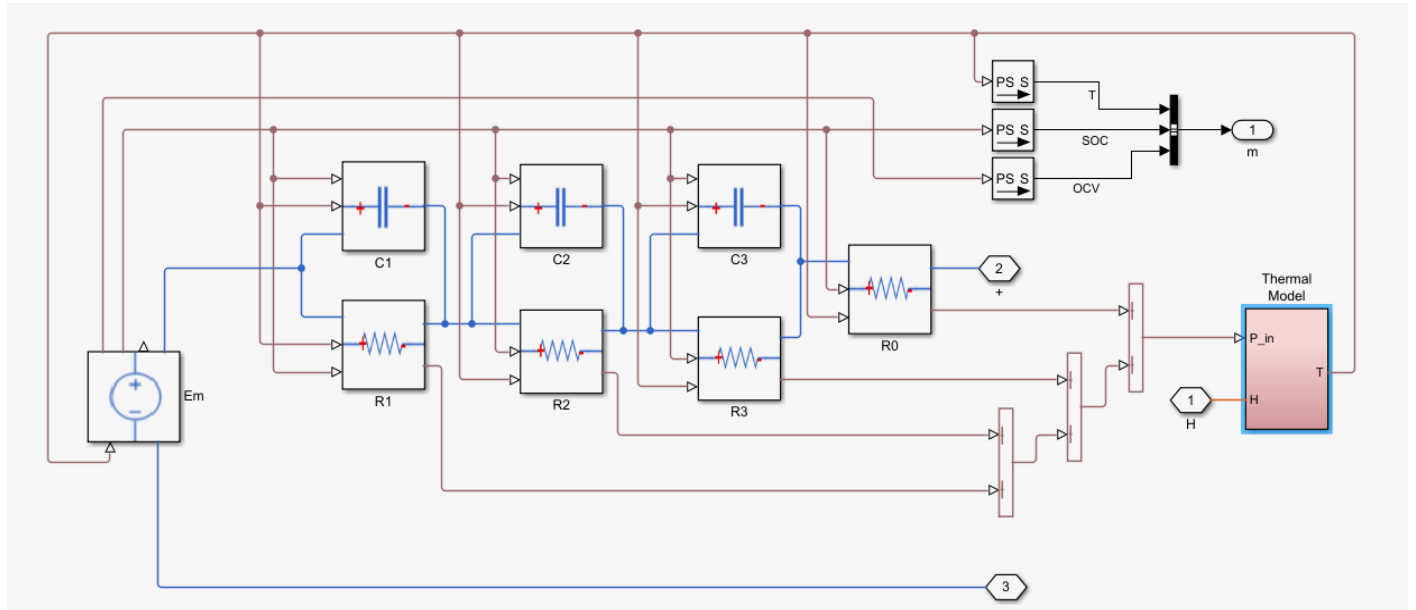 PS S
T
PS S
SOC
1
m
PS S
OCV
C1
C2
C3
2
+
R0
Thermal
Model
P_in
T
H
1
H
Em
R1
R2
R3
3